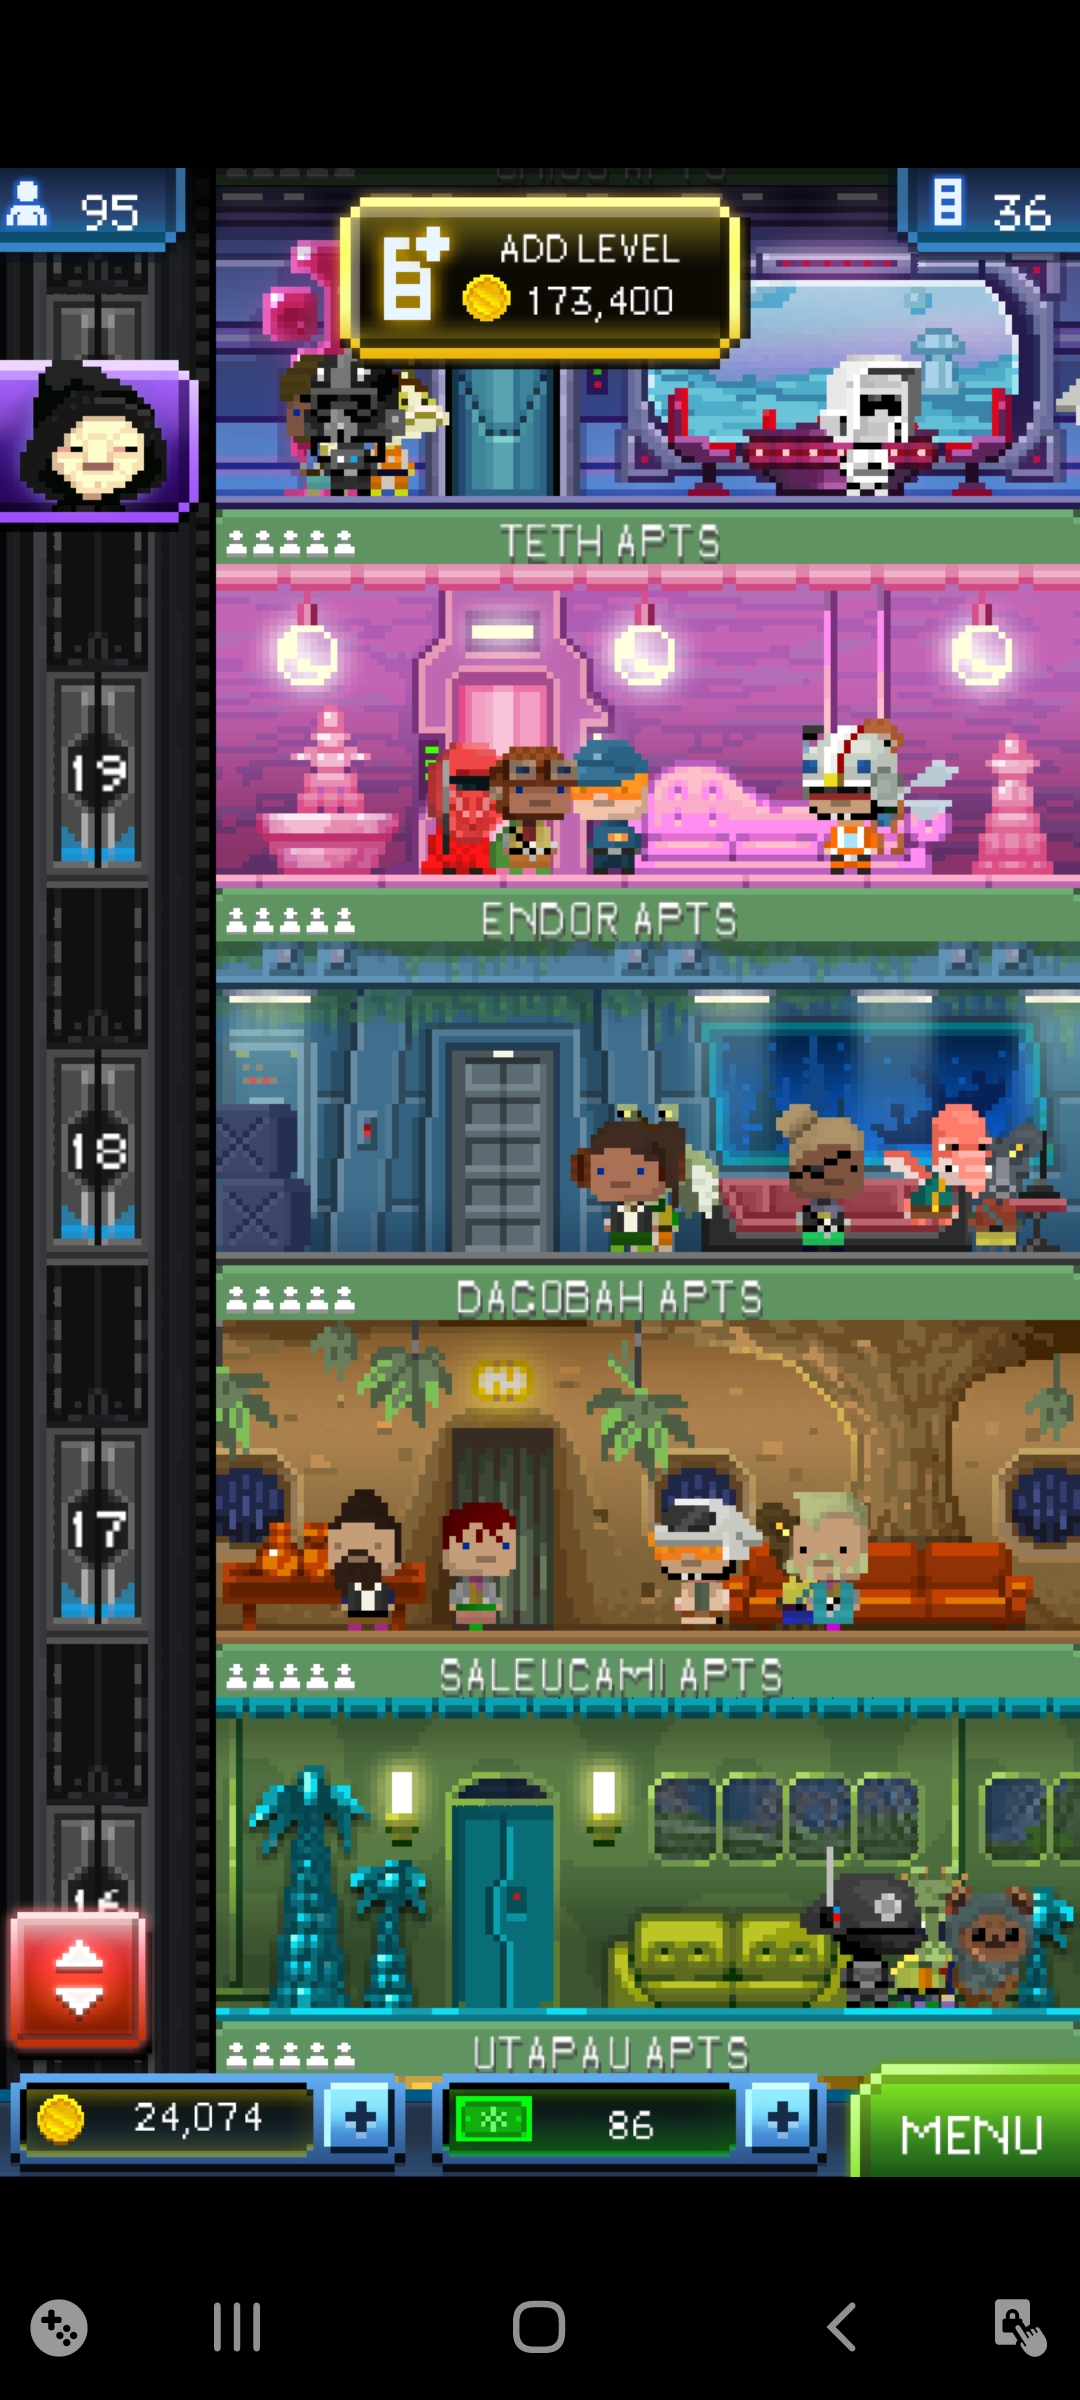 95
ADD LEVEL
173,400
36
TETH APTS
19
ENDOR APTS
18
DAGOBAH APTS
17
SALEUCAMI APTS
16
UTAPAU APTS
24,074
86
MENU